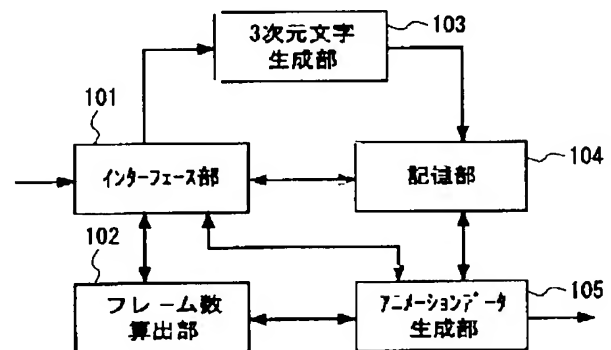 3次元文字
生成部
103
101
インターフェース部
記憶部
104
102
フレーム数
算出部
アニメーションデータ
生成部
105